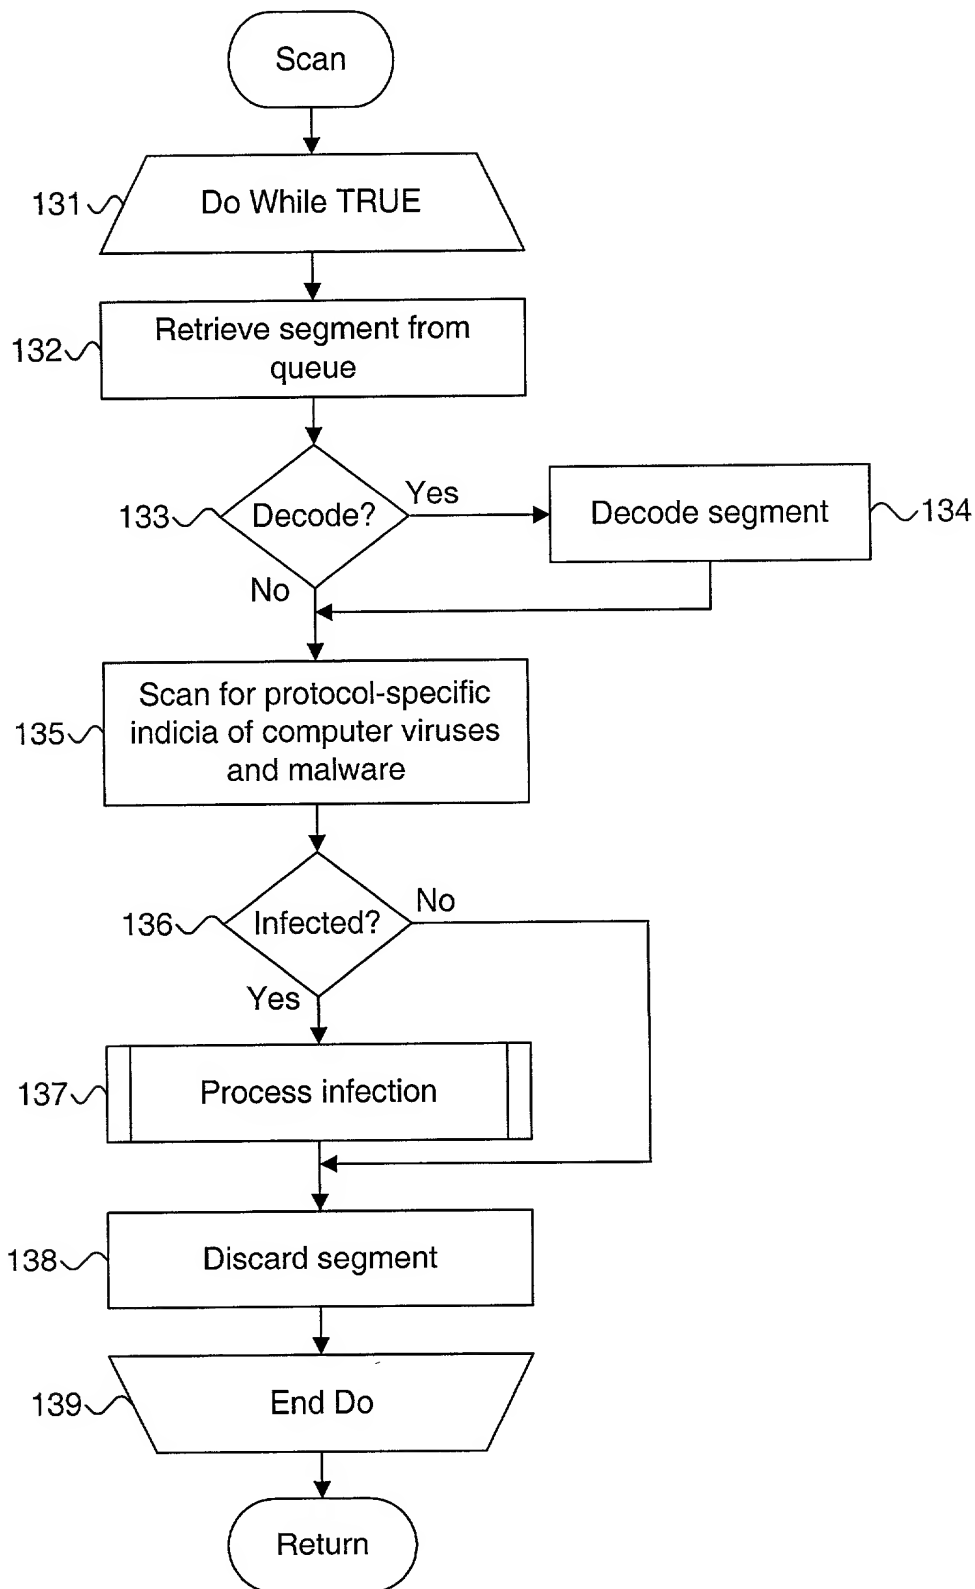 Scan
131
Do While TRUE
132
Retrieve segment from
queue
133
Decode?
Yes
Decode segment
134
No
135
Scan for protocol-specific
indicia of computer viruses
and malware
136
Infected?
No
Yes
137
Process infection
138
Discard segment
139
End Do
Return